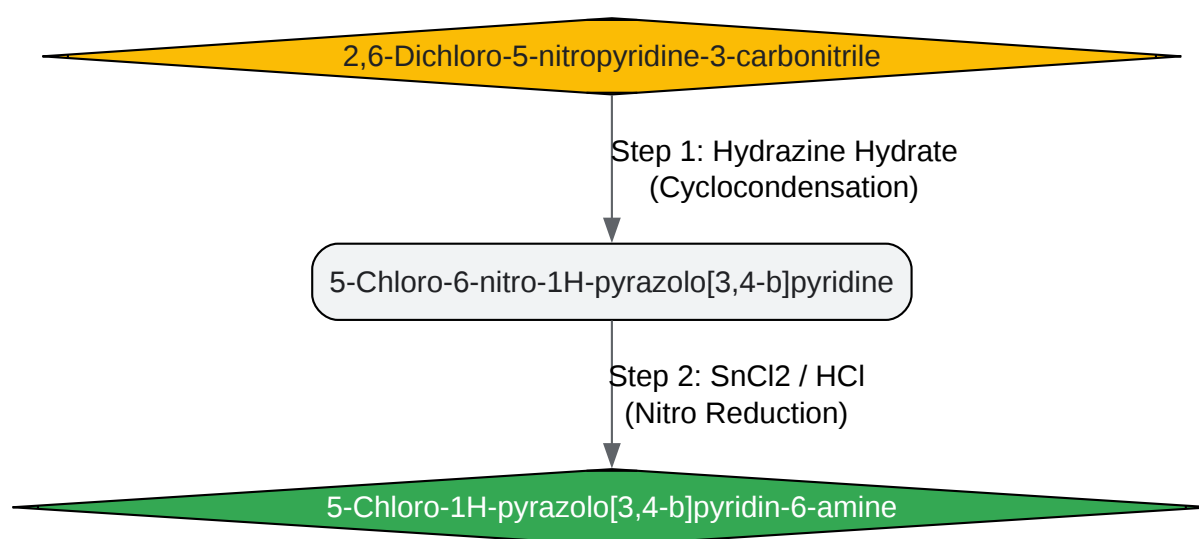 2,6-Dichloro-5-nitropyridine-3-carbonitrile
Step 1: Hydrazine Hydrate
(Cyclocondensation)
5-Chloro-6-nitro-1H-pyrazolo[3,4-b]pyridine
Step 2: SnCl2 / HCl
(Nitro Reduction)
5-Chloro-1H-pyrazolo[3,4-b]pyridin-6-amine